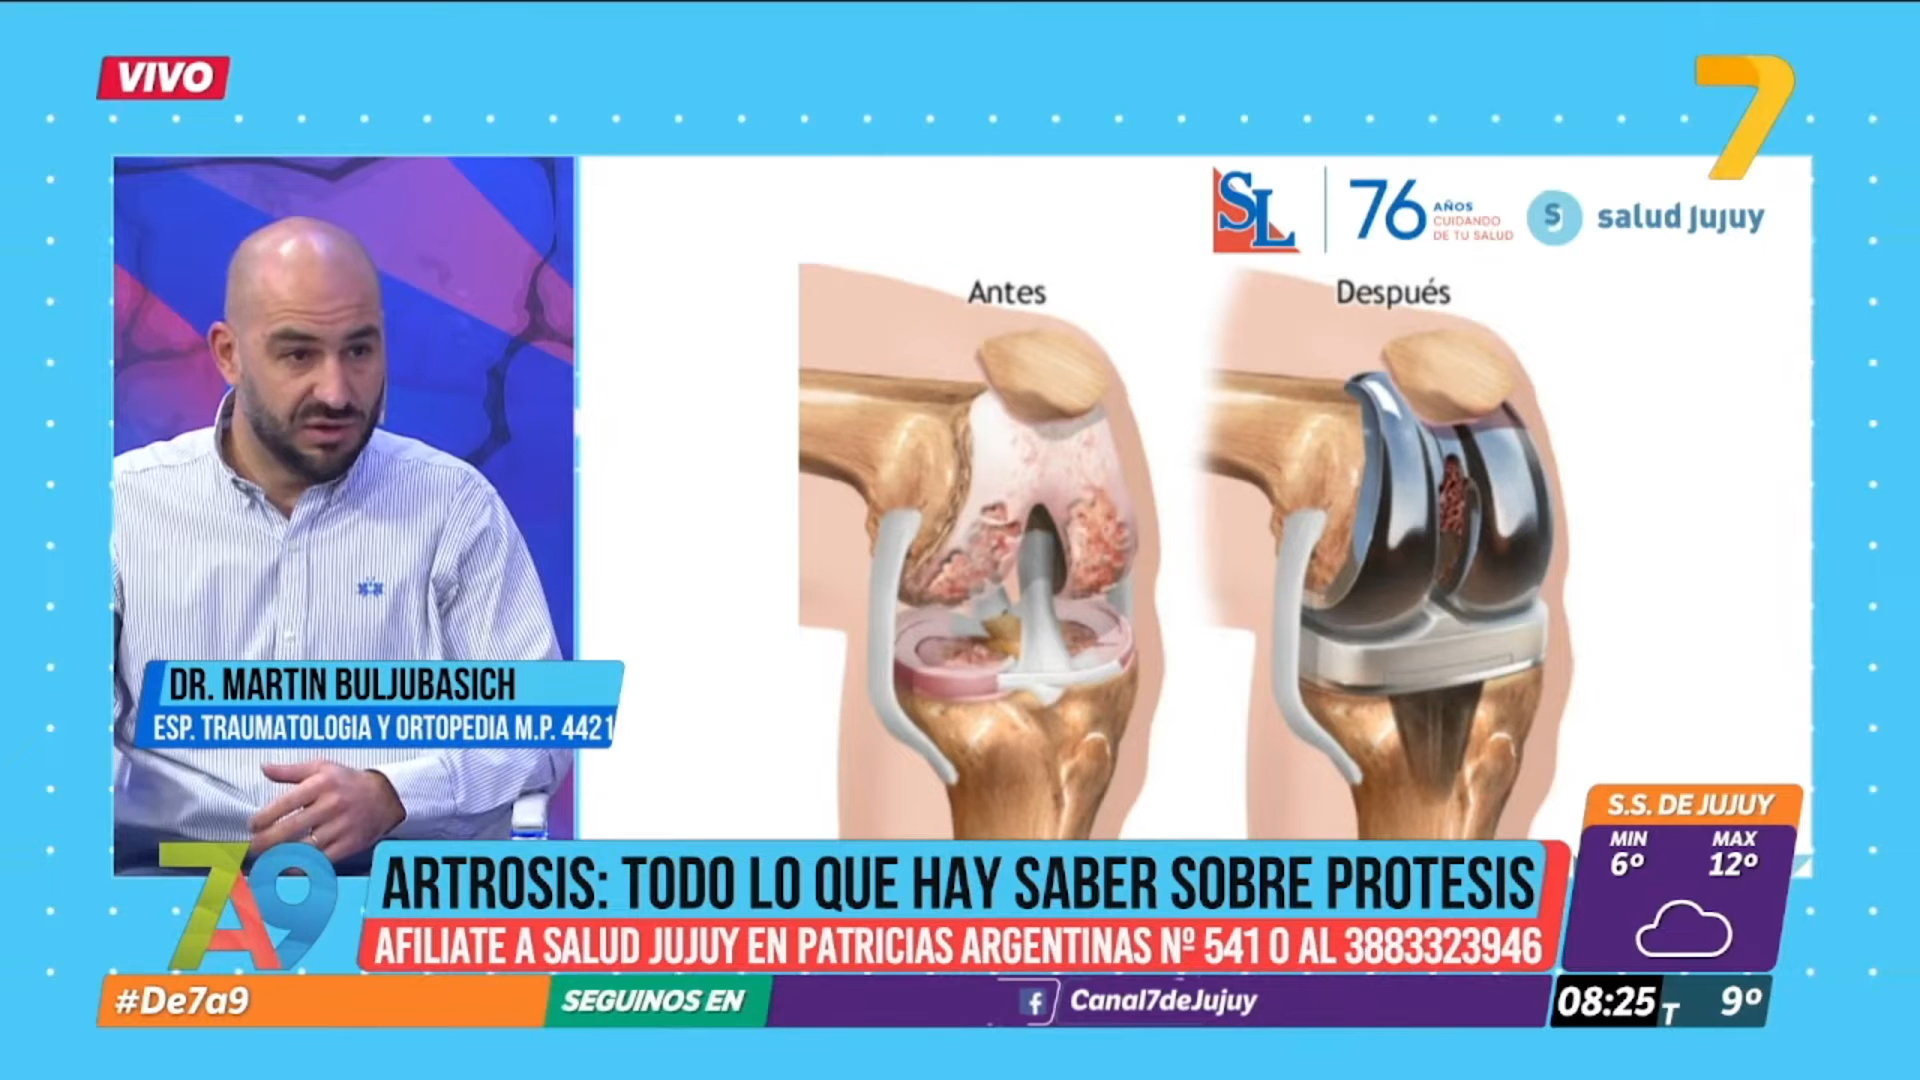 VIVO
7
SL
76 AÑOS
CUIDANDO
DE TU SALUD
S salud jujuy
Antes
Después
DR. MARTIN BULJUBASICH
ESP. TRAUMATOLOGIA Y ORTOPEDIA M.P. 4421
S.S. DE JUJUY
MIN MAX
6º 12º
7A9
ARTROSIS: TODO LO QUE HAY SABER SOBRE PROTESIS
AFILIATE A SALUD JUJUY EN PATRICIAS ARGENTINAS Nº 541 O AL 3883323946
#De7a9
SEGUINOS EN
f Canal7deJujuy
08:25 T 9º